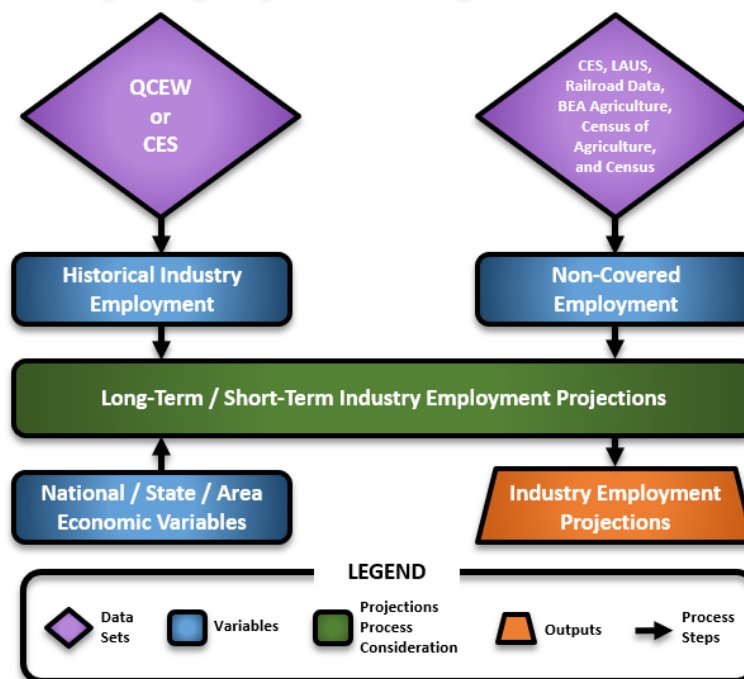 QCEW
or
CES
CES, LAUS,
Railroad Data,
BEA Agriculture,
Census of
Agriculture,
and Census
Historical Industry
Employment
Non-Covered
Employment
Long-Term / Short-Term Industry Employment Projections
National / State / Area
Economic Variables
Industry Employment
Projections
LEGEND
Data
Sets
Variables
Projections
Process
Consideration
Outputs
Process
Steps